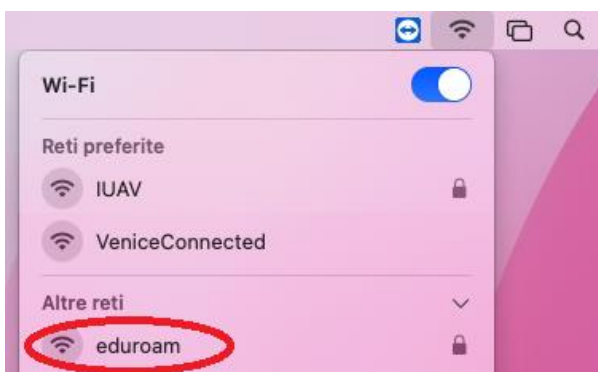 Wi-Fi
Reti preferite
IUAV
VeniceConnected
Altre reti
eduroam